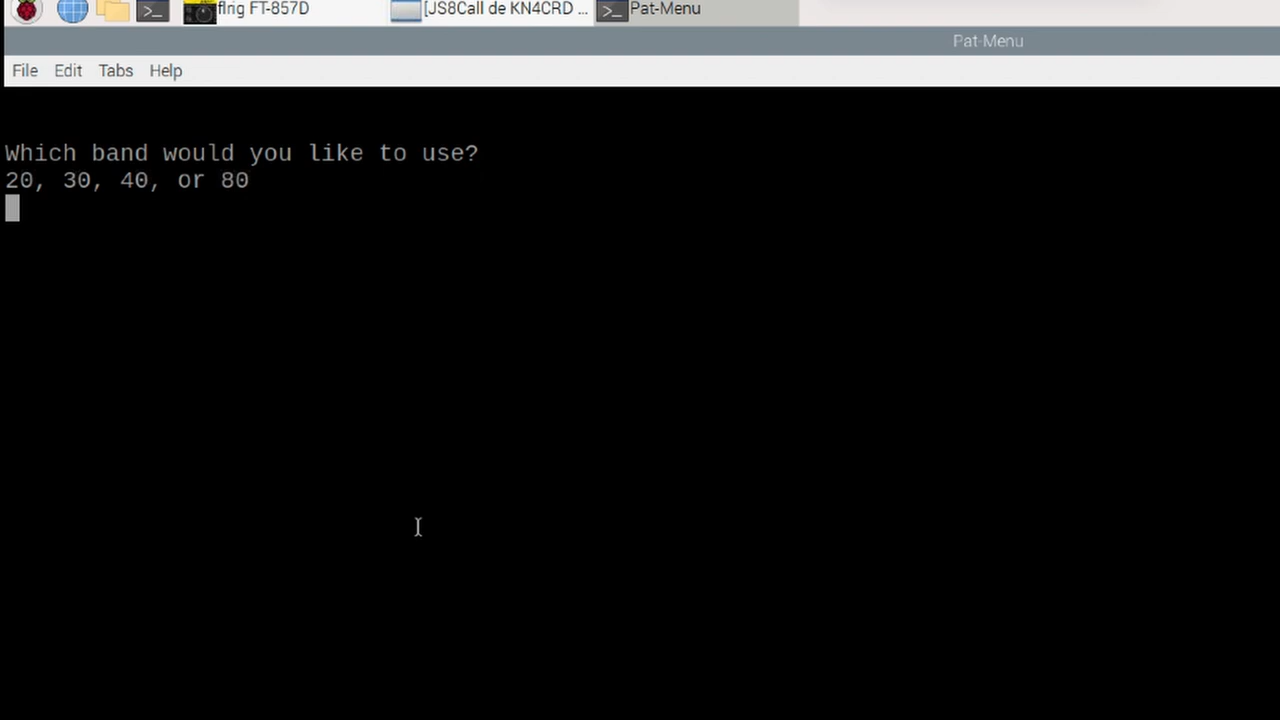 flrig FT-857D [JS8Call de KN4CRD ... Pat-Menu
Pat-Menu
File Edit Tabs Help
Which band would you like to use?
20, 30, 40, or 80